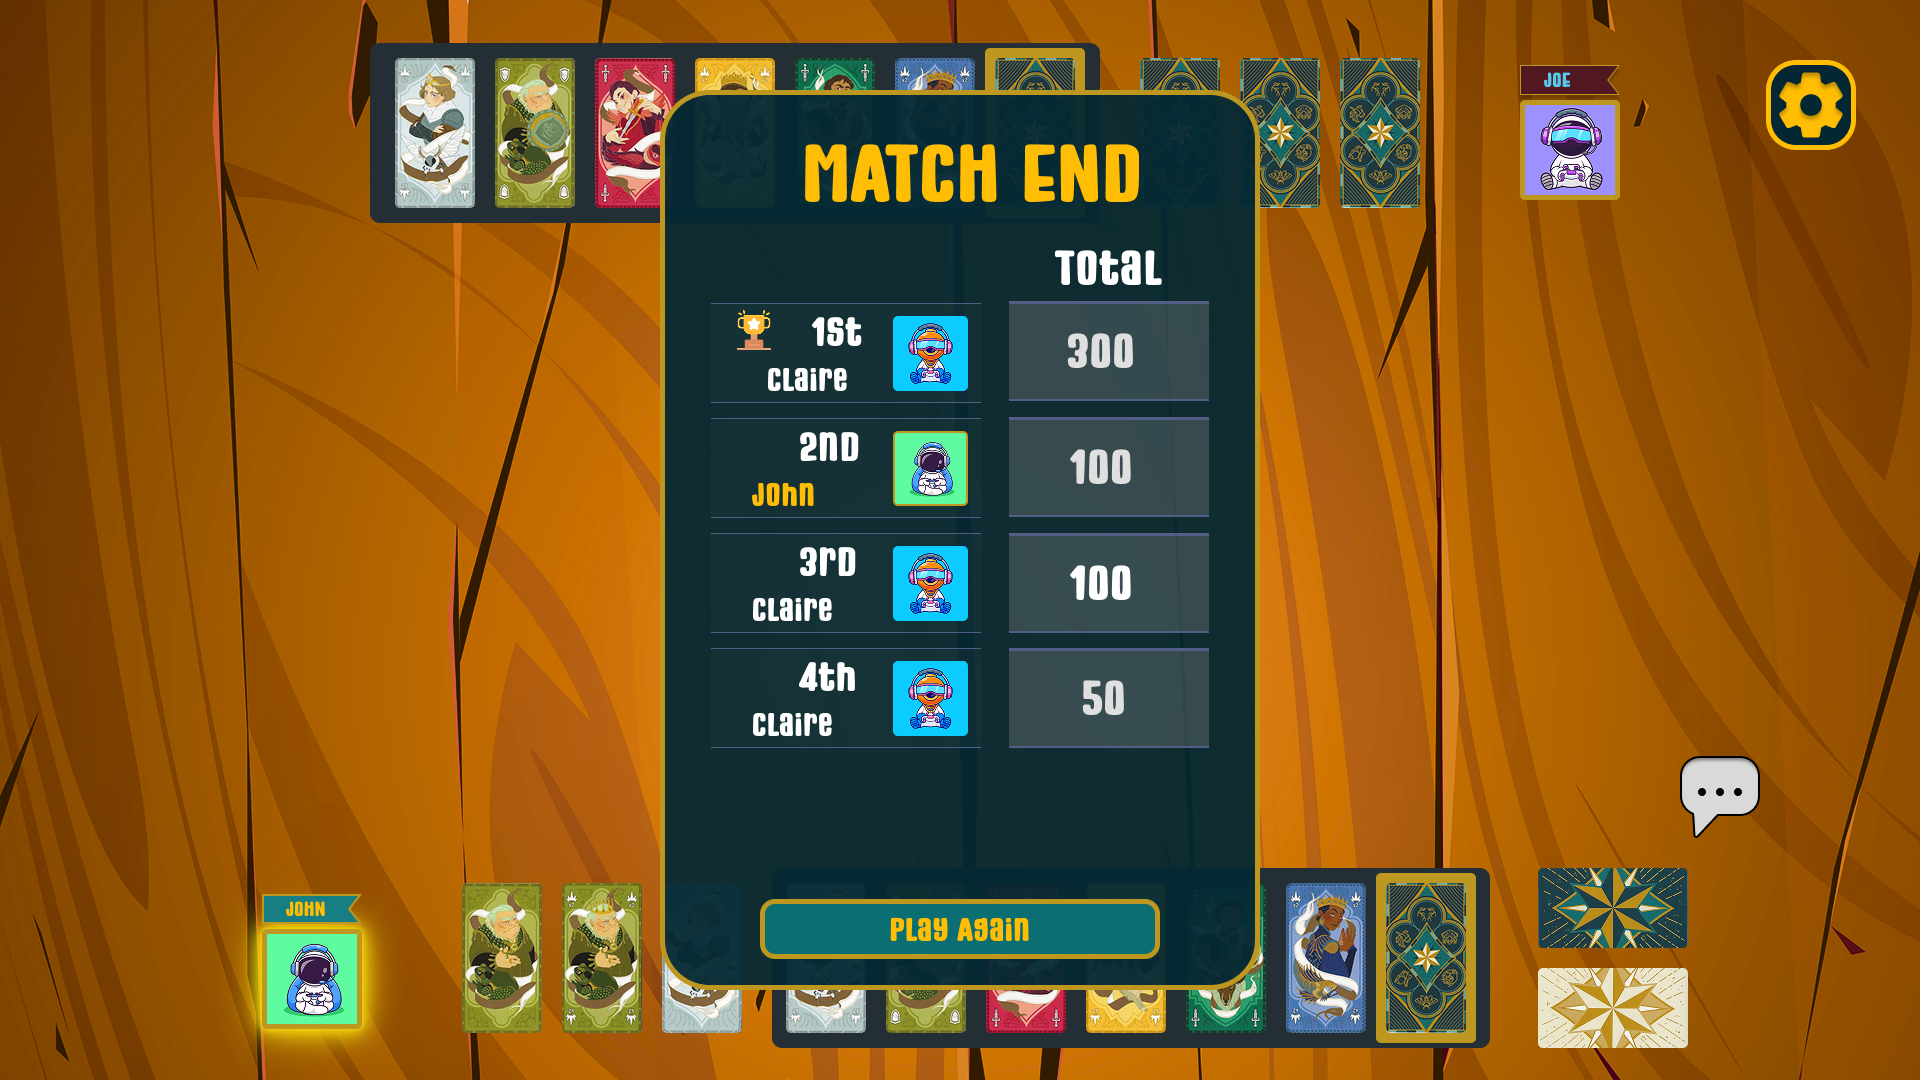 JOE
MATCH END
Total
1st
Claire
300
2nd
John
100
3rd
Claire
100
4th
Claire
50
JOHN
Play Again